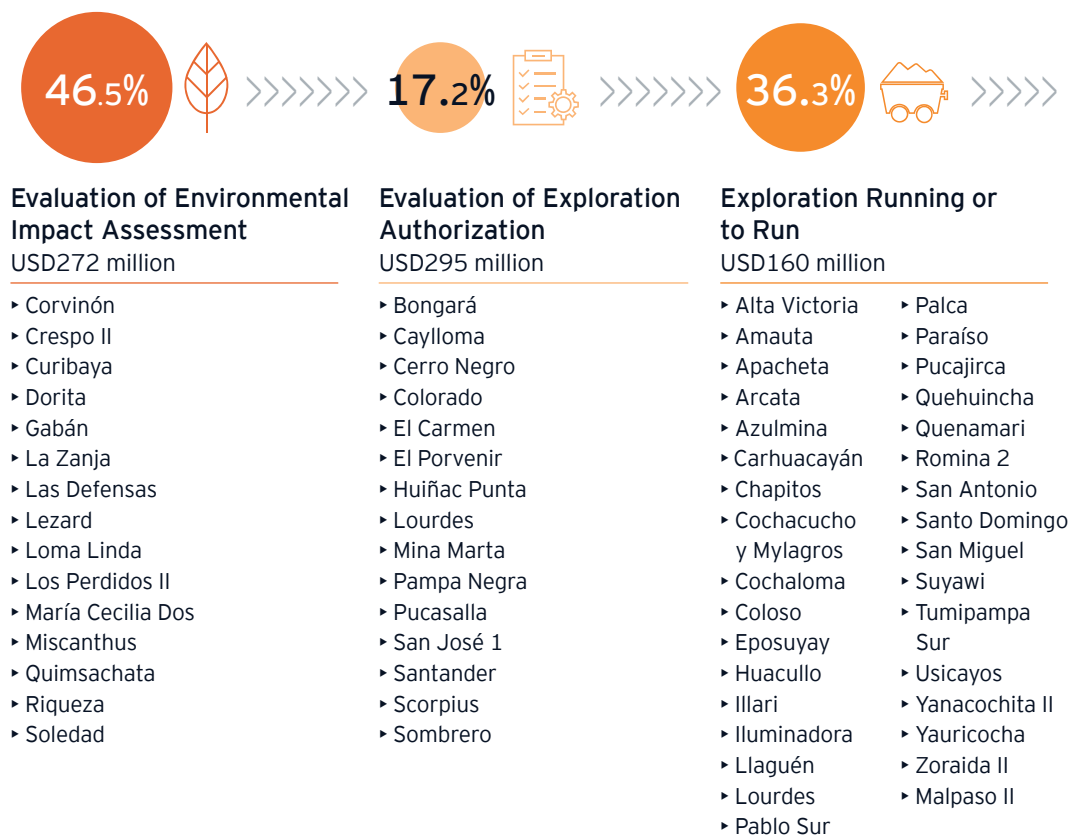 46.5%
17.2%
36.3%
Evaluation of Environmental
Impact Assessment
USD272 million
▸ Corvinón
▸ Crespo II
▸ Curibaya
▸ Dorita
▸ Gabán
▸ La Zanja
▸ Las Defensas
▸ Lezard
▸ Loma Linda
▸ Los Perdidos II
▸ María Cecilia Dos
▸ Miscanthus
▸ Quimsachata
▸ Riqueza
▸ Soledad
Evaluation of Exploration
Authorization
USD295 million
▸ Bongará
▸ Caylloma
▸ Cerro Negro
▸ Colorado
▸ El Carmen
▸ El Porvenir
▸ Huiñac Punta
▸ Lourdes
▸ Mina Marta
▸ Pampa Negra
▸ Pucasalla
▸ San José 1
▸ Santander
▸ Scorpius
▸ Sombrero
Exploration Running or
to Run
USD160 million
▸ Alta Victoria
▸ Amauta
▸ Apacheta
▸ Arcata
▸ Azulmina
▸ Carhuacayán
▸ Chapitos
▸ Cochacucho
y Mylagros
▸ Cochaloma
▸ Coloso
▸ Eposuyay
▸ Huacullo
▸ Illari
▸ Iluminadora
▸ Llaguén
▸ Lourdes
▸ Pablo Sur
▸ Palca
▸ Paraíso
▸ Pucajirca
▸ Quehuincha
▸ Quenamari
▸ Romina 2
▸ San Antonio
▸ Santo Domingo
▸ San Miguel
▸ Suyawi
▸ Tumipampa
Sur
▸ Usicayos
▸ Yanacochita II
▸ Yauricocha
▸ Zoraida II
▸ Malpaso II